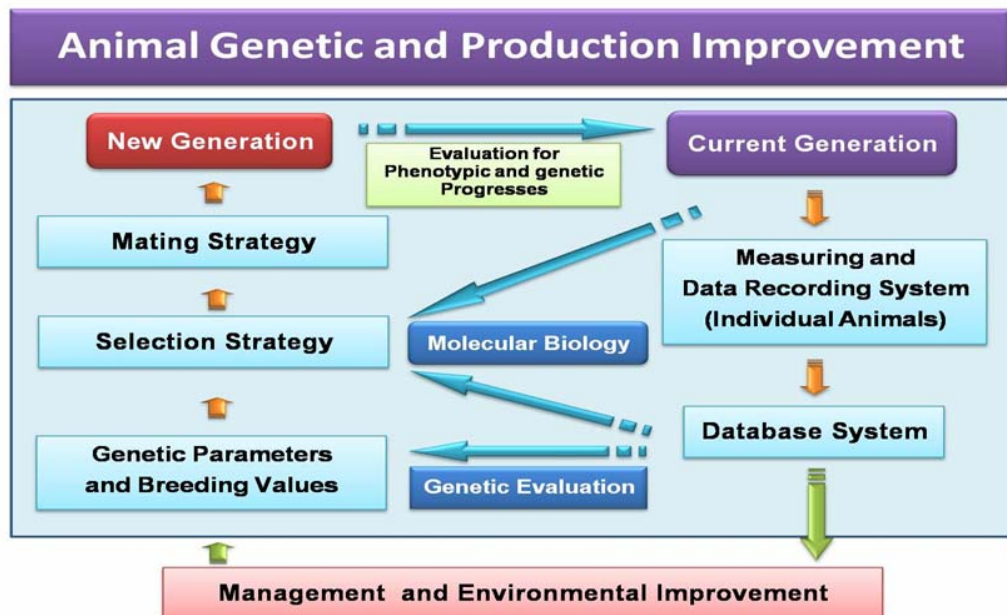 Animal Genetic and Production Improvement
New Generation
Evaluation for
Phenotypic and genetic
Progresses
Current Generation
Mating Strategy
Measuring and
Data Recording System
(Individual Animals)
Selection Strategy
Molecular Biology
Database System
Genetic Parameters
and Breeding Values
Genetic Evaluation
Management and Environmental Improvement